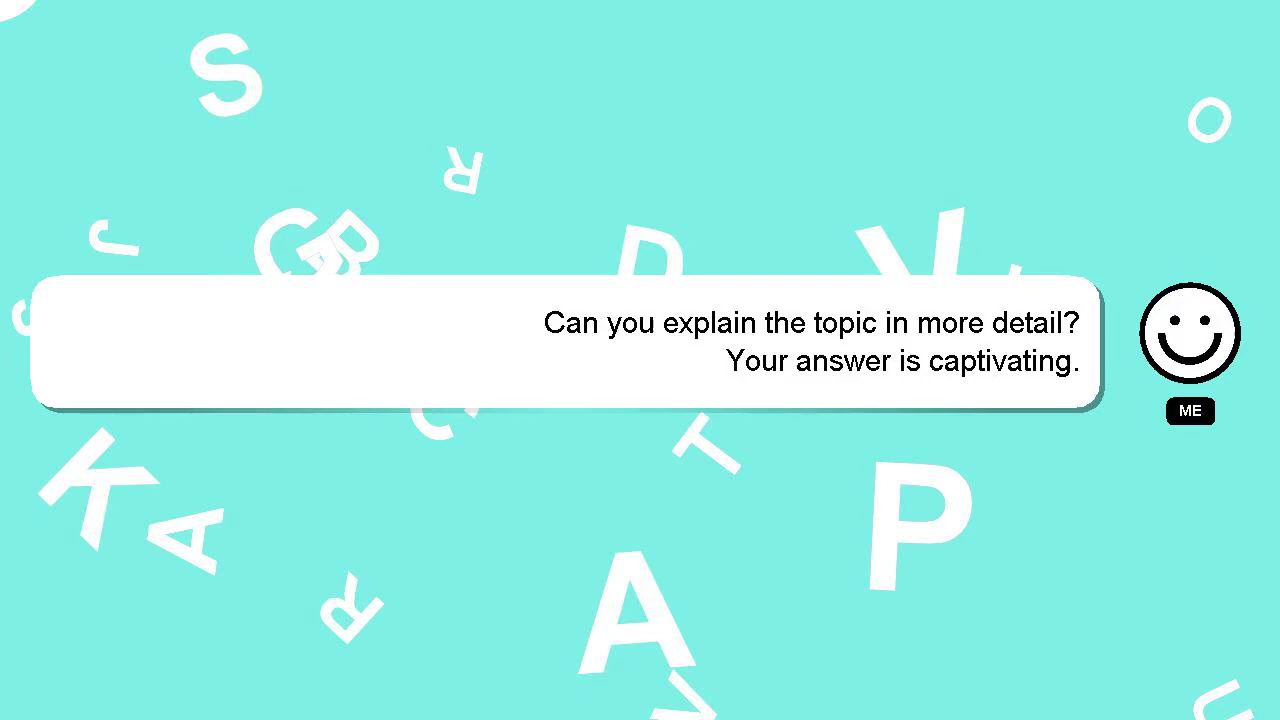 S
O
R
J
G
B
D
V
S
Can you explain the topic in more detail?
Your answer is captivating.
ME
K
T
A
P
R
A
U